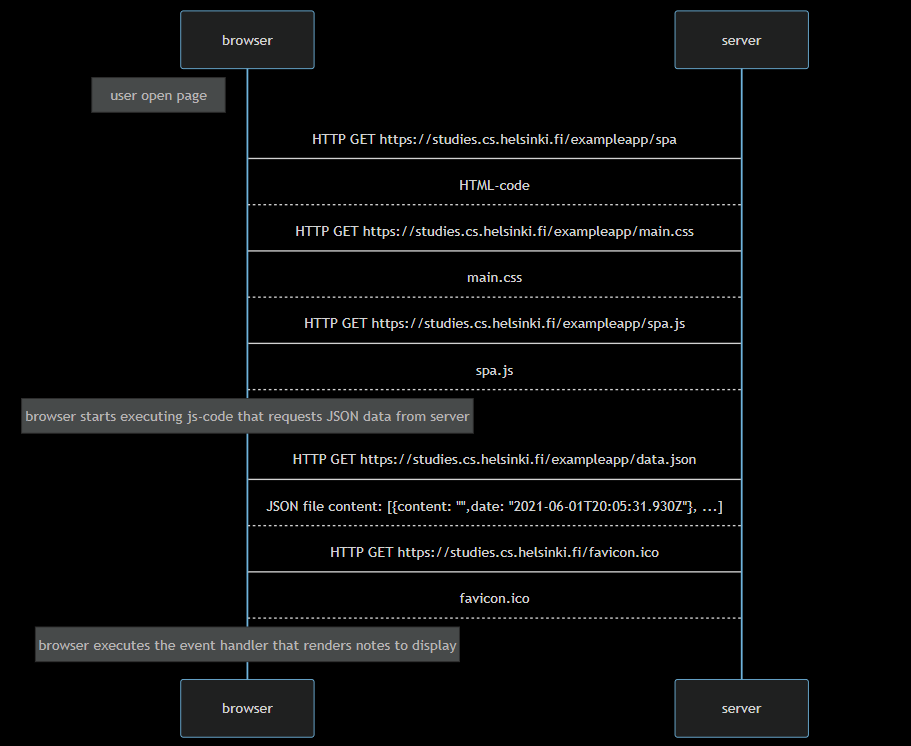 browser
server
user open page
HTTP GET https://studies.cs.helsinki.fi/exampleapp/spa
HTML-code
HTTP GET https://studies.cs.helsinki.fi/exampleapp/main.css
main.css
HTTP GET https://studies.cs.helsinki.fi/exampleapp/spa.js
spa.js
browser starts executing js-code that requests JSON data from server
HTTP GET https://studies.cs.helsinki.fi/exampleapp/data.json
JSON file content: [{content: "",date: "2021-06-01T20:05:31.930Z"}, ...]
HTTP GET https://studies.cs.helsinki.fi/favicon.ico
favicon.ico
browser executes the event handler that renders notes to display
browser
server